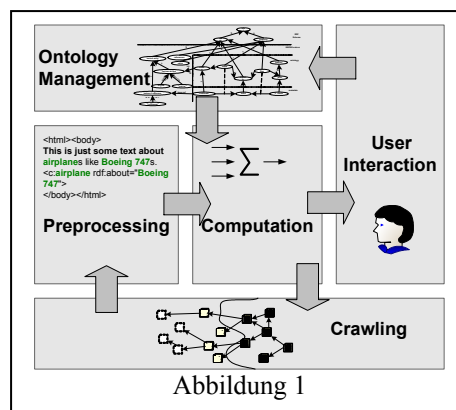 Ontology
Management
<html><body>
This is just some text about
airplanes like Boeing 747s.
<c:airplane rdf:about="Boeing
747">
</body></html>
Preprocessing
Σ
Computation
User
Interaction
Crawling
Abbildung 1